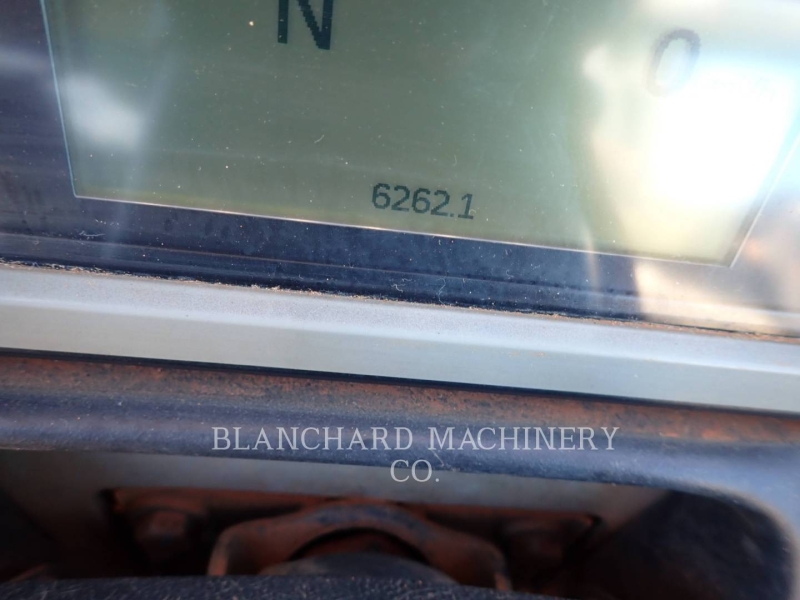 N
0
6262.1
BLANCHARD MACHINERY
CO.